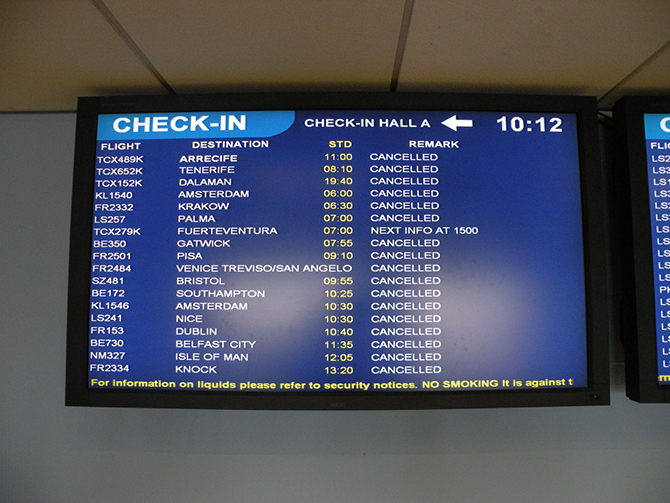 CHECK-IN CHECK-IN HALL A 10:12
FLIGHT DESTINATION STD REMARK
TCX489K ARRECIFE 11:00 CANCELLED
TCX652K TENERIFE 08:10 CANCELLED
TCX152K DALAMAN 19:40 CANCELLED
KL1540 AMSTERDAM 06:00 CANCELLED
FR2332 KRAKOW 06:30 CANCELLED
LS257 PALMA 07:00 CANCELLED
TCX279K FUERTEVENTURA 07:00 NEXT INFO AT 1500
BE350 GATWICK 07:55 CANCELLED
FR2501 PISA 09:10 CANCELLED
FR2484 VENICE TREVISO/SAN ANGELO CANCELLED
SZ481 BRISTOL 09:55 CANCELLED
BE172 SOUTHAMPTON 10:25 CANCELLED
KL1546 AMSTERDAM 10:30 CANCELLED
LS241 NICE 10:30 CANCELLED
FR153 DUBLIN 10:40 CANCELLED
BE730 BELFAST CITY 11:35 CANCELLED
NM327 ISLE OF MAN 12:05 CANCELLED
FR2334 KNOCK 13:20 CANCELLED
For information on liquids please refer to security notices. NO SMOKING It is against t